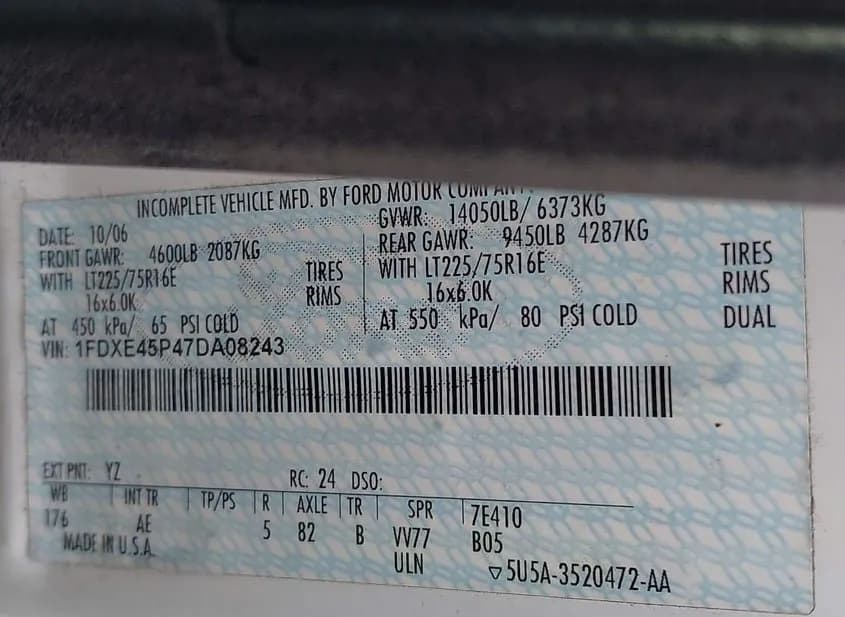 INCOMPLETE VEHICLE MFD. BY FORD MOTOR COMPANY
DATE: 10/06 GVWR: 14050LB/ 6373KG
FRONT GAWR: 4600LB 2087KG REAR GAWR: 9450LB 4287KG
WITH LT225/75R16E TIRES WITH LT225/75R16E TIRES
16x6.0K RIMS 16x6.0K RIMS
AT 450 kPa/ 65 PSI COLD AT 550 kPa/ 80 PSI COLD DUAL
VIN: 1FDXE45P47DA08243
EXT PNT: YZ RC: 24 DSO:
WB INT TR TP/PS R AXLE TR SPR 7E410
176 AE 5 82 B VV77 B05
MADE IN U.S.A. ULN ▽5U5A-3520472-AA